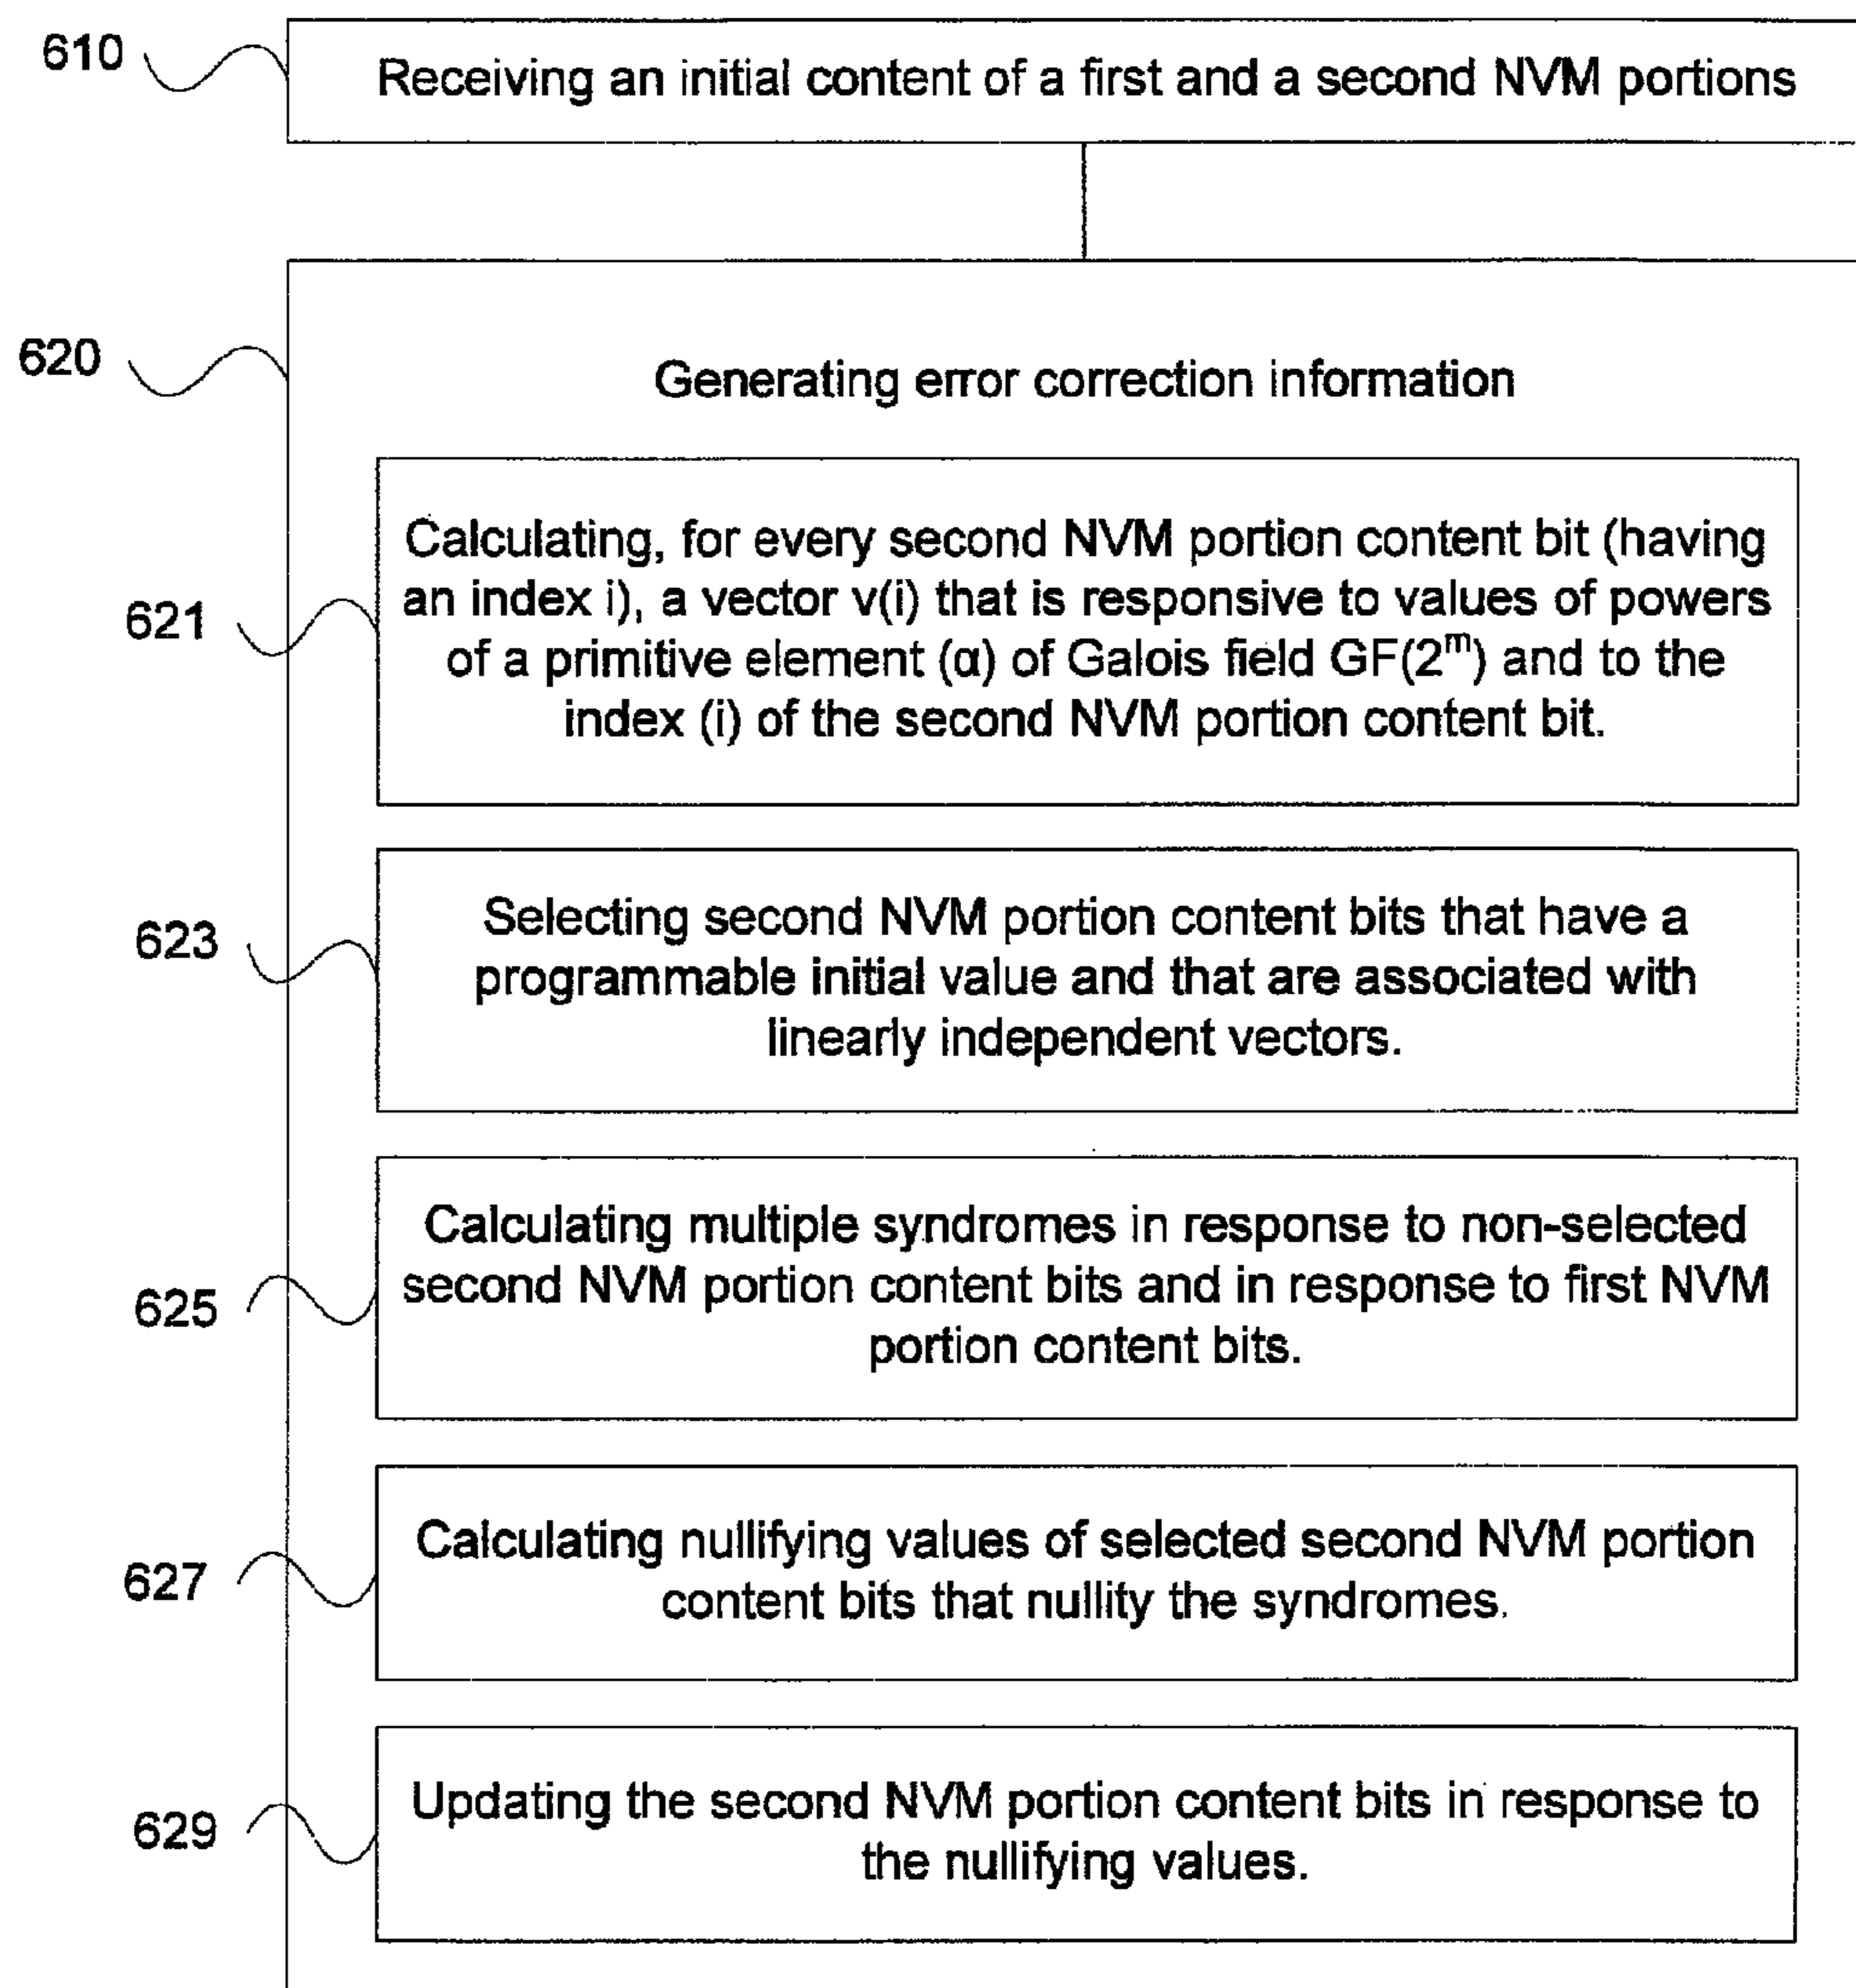 610
Receiving an initial content of a first and a second NVM portions
620
Generating error correction information
Calculating, for every second NVM portion content bit (having
an index i), a vector v(i) that is responsive to values of powers
621
of a primitive element (α) of Galois field GF(2^m) and to the
index (i) of the second NVM portion content bit.
623
Selecting second NVM portion content bits that have a
programmable initial value and that are associated with
linearly independent vectors.
Calculating multiple syndromes in response to non-selected
625
second NVM portion content bits and in response to first NVM
portion content bits.
627
Calculating nullifying values of selected second NVM portion
content bits that nullity the syndromes.
629
Updating the second NVM portion content bits in response to
the nullifying values.